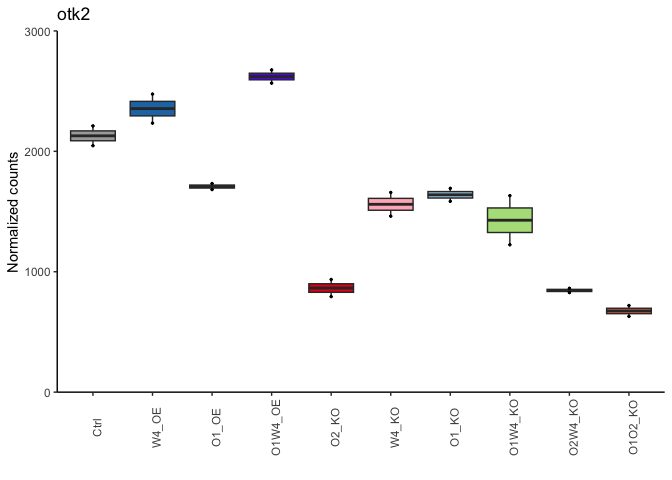 otk2
Normalized counts
3000
2000
1000
0
Ctrl
W4_OE
O1_OE
O1W4_OE
O2_KO
W4_KO
O1_KO
O1W4_KO
O2W4_KO
O1O2_KO